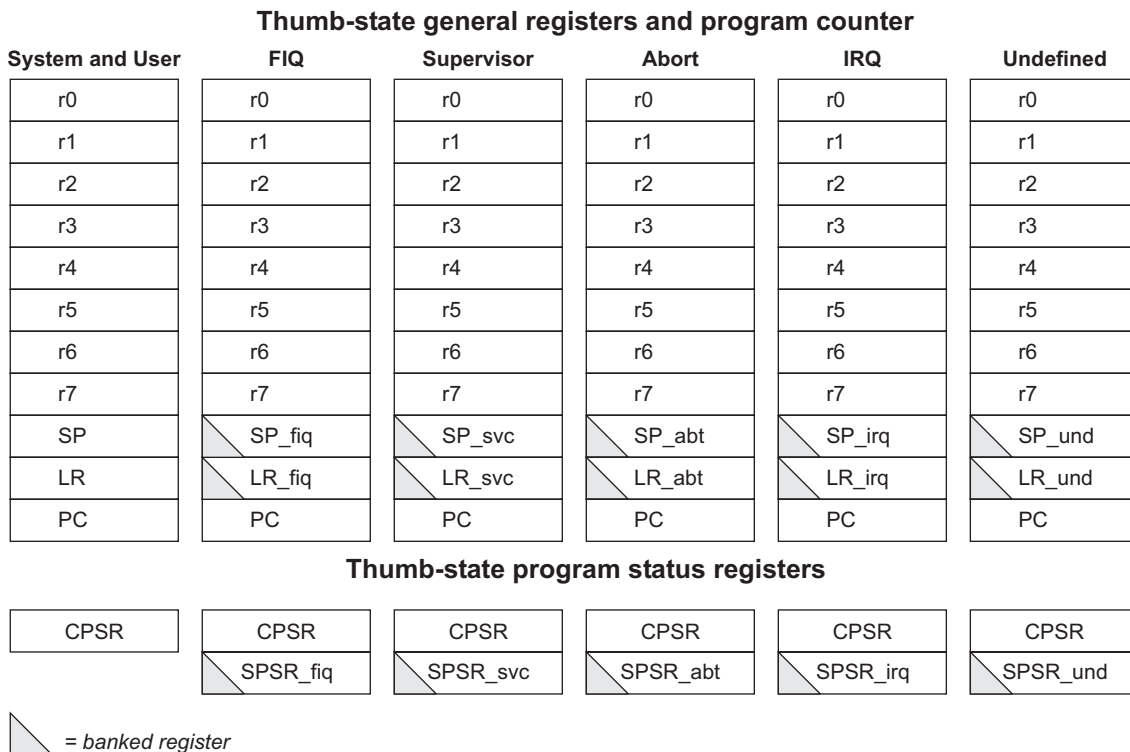 Thumb-state general registers and program counter
System and User FIQ Supervisor Abort IRQ Undefined
r0 r0 r0 r0 r0 r0
r1 r1 r1 r1 r1 r1
r2 r2 r2 r2 r2 r2
r3 r3 r3 r3 r3 r3
r4 r4 r4 r4 r4 r4
r5 r5 r5 r5 r5 r5
r6 r6 r6 r6 r6 r6
r7 r7 r7 r7 r7 r7
SP SP_fiq SP_svc SP_abt SP_irq SP_und
LR LR_fiq LR_svc LR_abt LR_irq LR_und
PC PC PC PC PC PC
Thumb-state program status registers
CPSR CPSR CPSR CPSR CPSR CPSR
SPSR_fiq SPSR_svc SPSR_abt SPSR_irq SPSR_und
= banked register